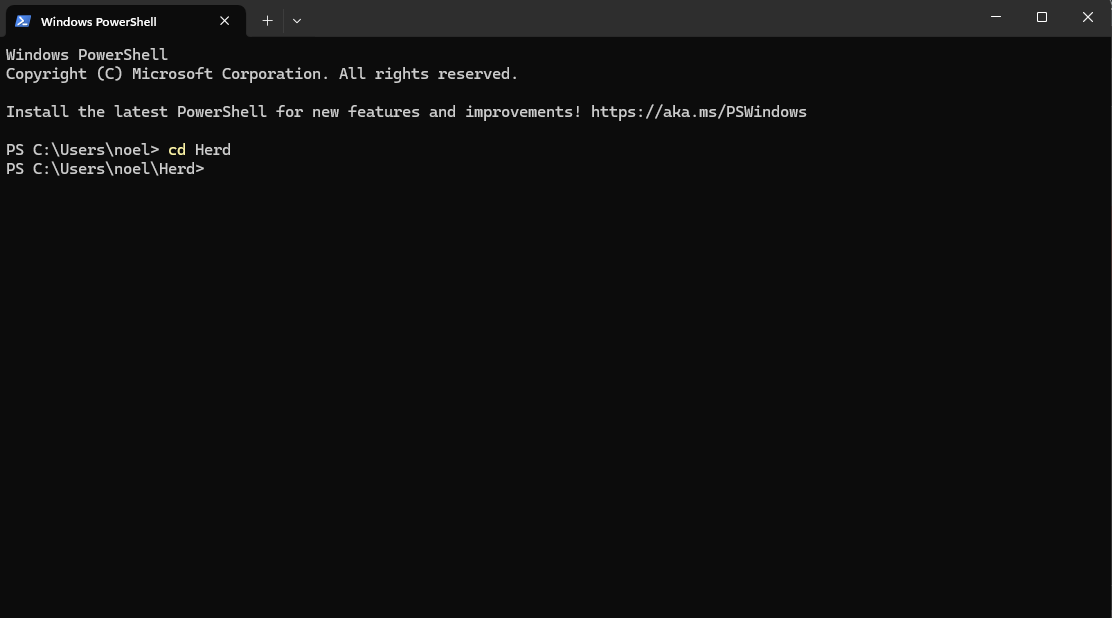 Windows PowerShell
Windows PowerShell
Copyright (C) Microsoft Corporation. All rights reserved.
Install the latest PowerShell for new features and improvements! https://aka.ms/PSWindows
PS C:\Users\noel> cd Herd
PS C:\Users\noel\Herd>